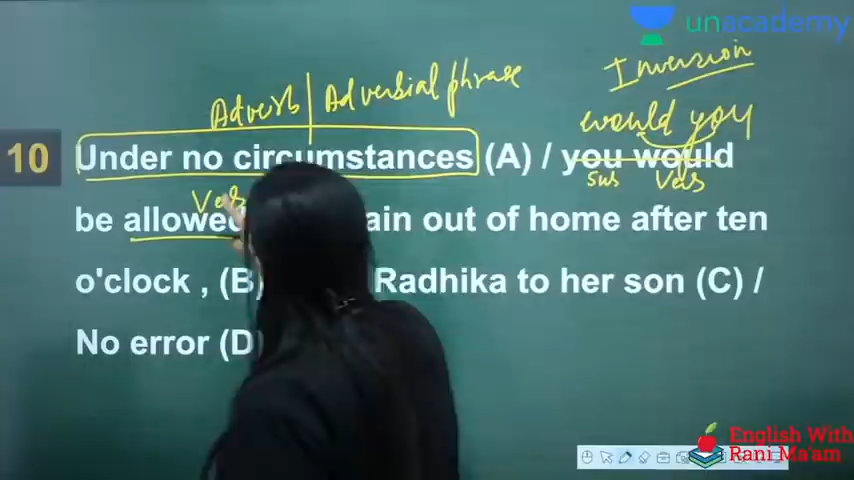 unacademy
Inversion
Adverb | Adverbial phrase
would you
10
Under no circumstances (A) / you would
Sub Verb
Verb
be allowed ain out of home after ten
o'clock , (B) Radhika to her son (C) /
No error (D
English With
Rani Ma'am